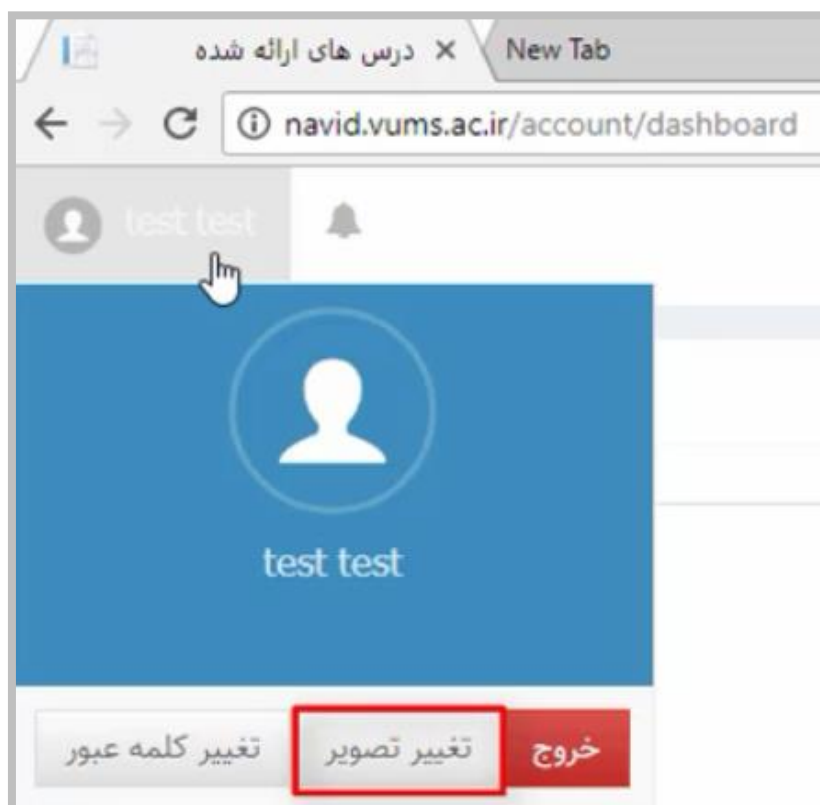 درس های ارائه شده
New Tab
navid.vums.ac.ir/account/dashboard
test test
test test
خروج تغییر تصویر تغییر کلمه عبور